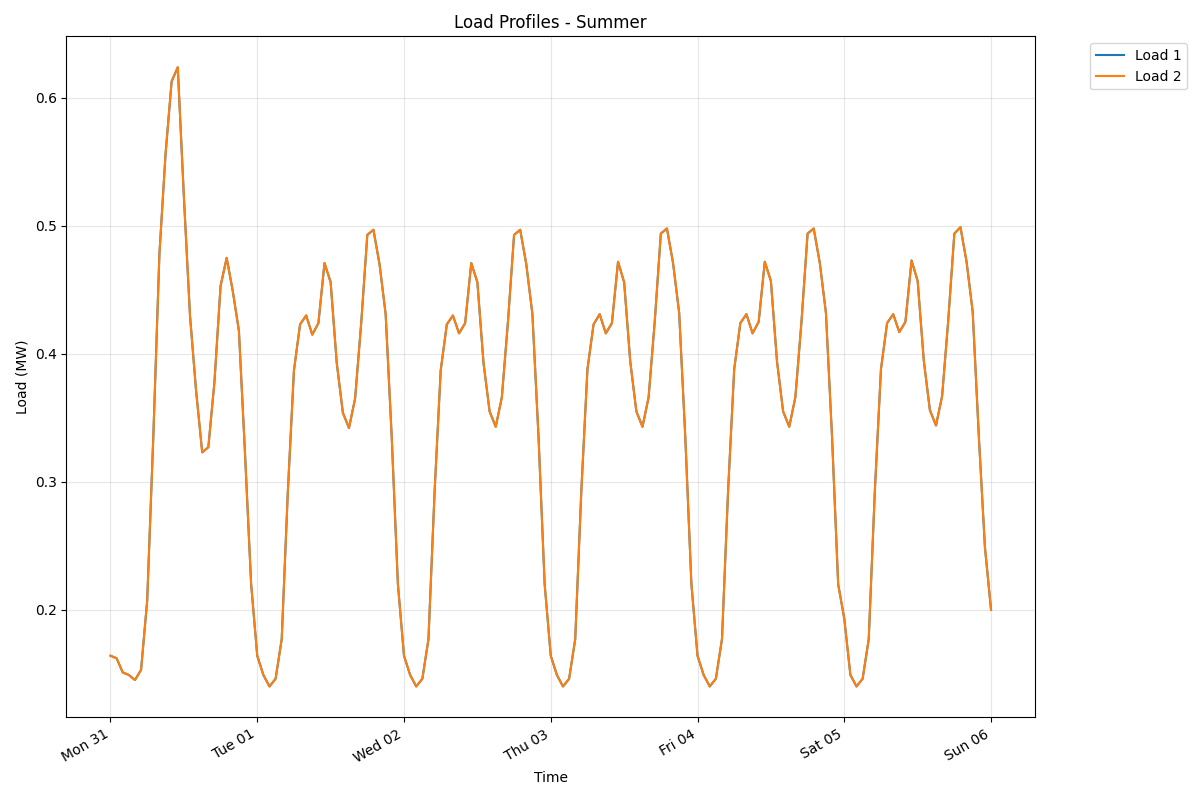 Load Profiles - Summer
Load 1
Load 2
Load (MW)
0.6
0.5
0.4
0.3
0.2
Mon 31
Tue 01
Wed 02
Thu 03
Fri 04
Sat 05
Sun 06
Time